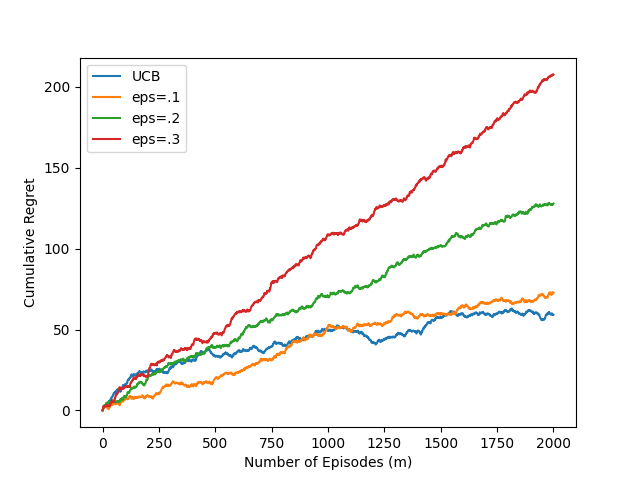 UCB
eps=.1
eps=.2
eps=.3
200
150
100
50
0
Cumulative Regret
0 250 500 750 1000 1250 1500 1750 2000
Number of Episodes (m)